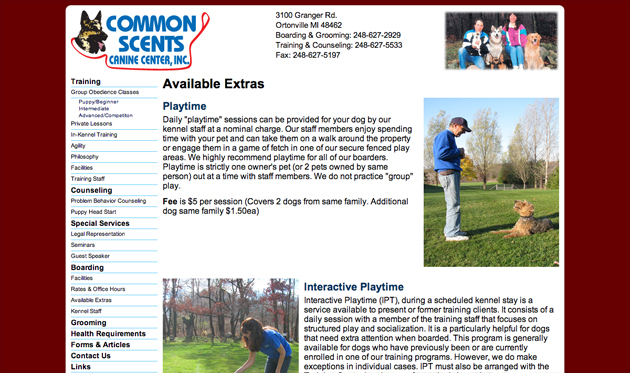 COMMON
SCENTS
CANINE CENTER, INC.
3100 Granger Rd.
Ortonville MI 48462
Boarding & Grooming: 248-627-2929
Training & Counseling: 248-627-5533
Fax: 248-627-5197
Training
Group Obedience Classes
Puppy/Beginner
Intermediate
Advanced/Competiton
Private Lessons
In-Kennel Training
Agility
Philosophy
Facilities
Training Staff
Counseling
Problem Behavior Counseling
Puppy Head Start
Special Services
Legal Representation
Seminars
Guest Speaker
Boarding
Facilities
Rates & Office Hours
Available Extras
Kennel Staff
Grooming
Health Requirements
Forms & Articles
Contact Us
Links
Available Extras
Playtime
Daily "playtime" sessions can be provided for your dog by our
kennel staff at a nominal charge. Our staff members enjoy spending
time with your pet and can take them on a walk around the property
or engage them in a game of fetch in one of our secure fenced play
areas. We highly recommend playtime for all of our boarders.
Playtime is strictly one owner's pet (or 2 pets owned by same
person) out at a time with staff members. We do not practice "group"
play.
Fee is $5 per session (Covers 2 dogs from same family. Additional
dog same family $1.50ea)
Interactive Playtime
Interactive Playtime (IPT), during a scheduled kennel stay is a
service available to present or former training clients. It consists of a
daily session with a member of the training staff that focuses on
structured play and socialization. It is a particularly helpful for dogs
that need extra attention when boarded. This program is generally
available for dogs who have previously been or are currently
enrolled in one of our training programs. However, we do make
exceptions in individual cases. IPT must also be arranged with the